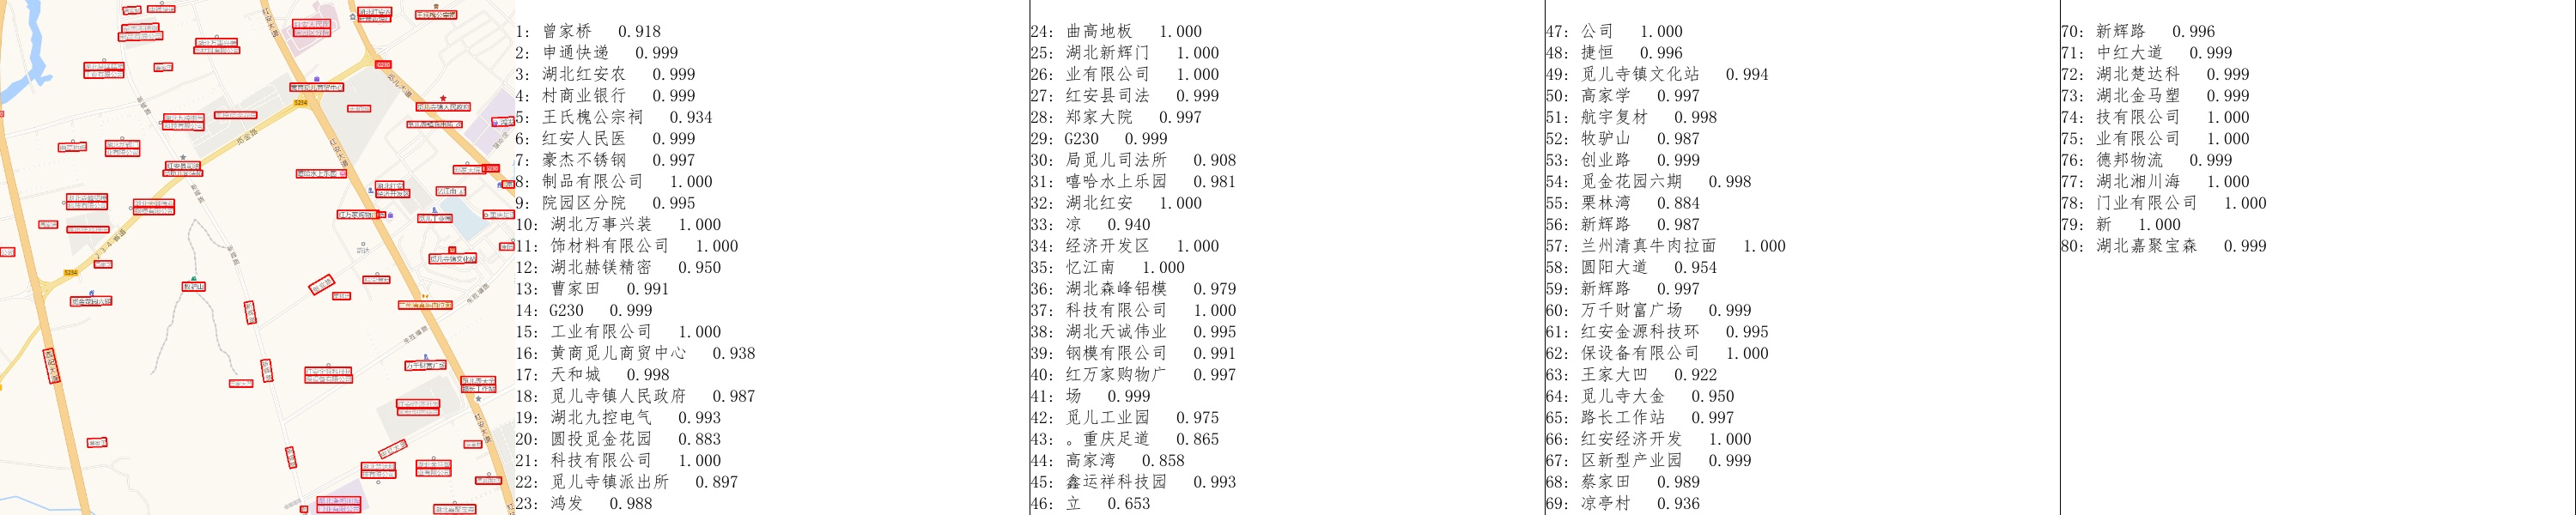 1: 曾家桥 0.918
2: 申通快递 0.999
3: 湖北红安农 0.999
4: 村商业银行 0.999
5: 王氏槐公宗祠 0.934
6: 红安人民医 0.999
7: 豪杰不锈钢 0.997
8: 制品有限公司 1.000
9: 院园区分院 0.995
10: 湖北万事兴装 1.000
11: 饰材料有限公司 1.000
12: 湖北赫镁精密 0.950
13: 曹家田 0.991
14: G230 0.999
15: 工业有限公司 1.000
16: 黄商觅儿商贸中心 0.938
17: 天和城 0.998
18: 觅儿寺镇人民政府 0.987
19: 湖北九控电气 0.993
20: 圆投觅金花园 0.883
21: 科技有限公司 1.000
22: 觅儿寺镇派出所 0.897
23: 鸿发 0.988
24: 曲高地板 1.000
25: 湖北新辉门 1.000
26: 业有限公司 1.000
27: 红安县司法 0.999
28: 郑家大院 0.997
29: G230 0.999
30: 局觅儿司法所 0.908
31: 嘻哈水上乐园 0.981
32: 湖北红安 1.000
33: 凉 0.940
34: 经济开发区 1.000
35: 忆江南 1.000
36: 湖北森峰铝模 0.979
37: 科技有限公司 1.000
38: 湖北天诚伟业 0.995
39: 钢模有限公司 0.991
40: 红万家购物广 0.997
41: 场 0.999
42: 觅儿工业园 0.975
43: 。重庆足道 0.865
44: 高家湾 0.858
45: 鑫运祥科技园 0.993
46: 立 0.653
47: 公司 1.000
48: 捷恒 0.996
49: 觅儿寺镇文化站 0.994
50: 高家学 0.997
51: 航宇复材 0.998
52: 牧驴山 0.987
53: 创业路 0.999
54: 觅金花园六期 0.998
55: 栗林湾 0.884
56: 新辉路 0.987
57: 兰州清真牛肉拉面 1.000
58: 圆阳大道 0.954
59: 新辉路 0.997
60: 万千财富广场 0.999
61: 红安金源科技环 0.995
62: 保设备有限公司 1.000
63: 王家大凹 0.922
64: 觅儿寺大金 0.950
65: 路长工作站 0.997
66: 红安经济开发 1.000
67: 区新型产业园 0.999
68: 蔡家田 0.989
69: 凉亭村 0.936
70: 新辉路 0.996
71: 中红大道 0.999
72: 湖北楚达科 0.999
73: 湖北金马塑 0.999
74: 技有限公司 1.000
75: 业有限公司 1.000
76: 德邦物流 0.999
77: 湖北湘川海 1.000
78: 门业有限公司 1.000
79: 新 1.000
80: 湖北嘉聚宝森 0.999